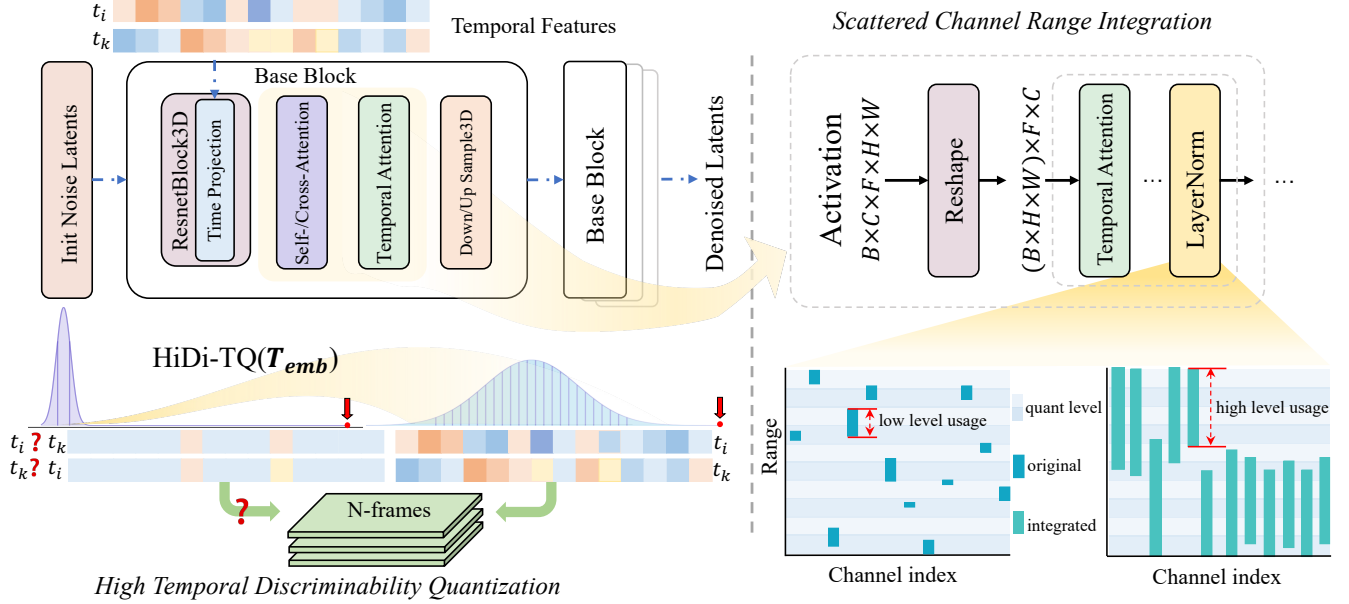 t_i
t_k
Temporal Features
Scattered Channel Range Integration
Init Noise Latents
Base Block
ResnetBlock3D
Time Projection
Self-/Cross-Attention
Temporal Attention
Down/Up Sample3D
Base Block
Denoised Latents
Activation
B×C×F×H×W
Reshape
(B×H×W)×F×C
Temporal Attention
...
LayerNorm
...
HiDi-TQ(T_emb)
t_i ? t_k
t_k ? t_i
t_i
t_k
?
N-frames
High Temporal Discriminability Quantization
Range
low level usage
Channel index
quant level
original
integrated
high level usage
Channel index